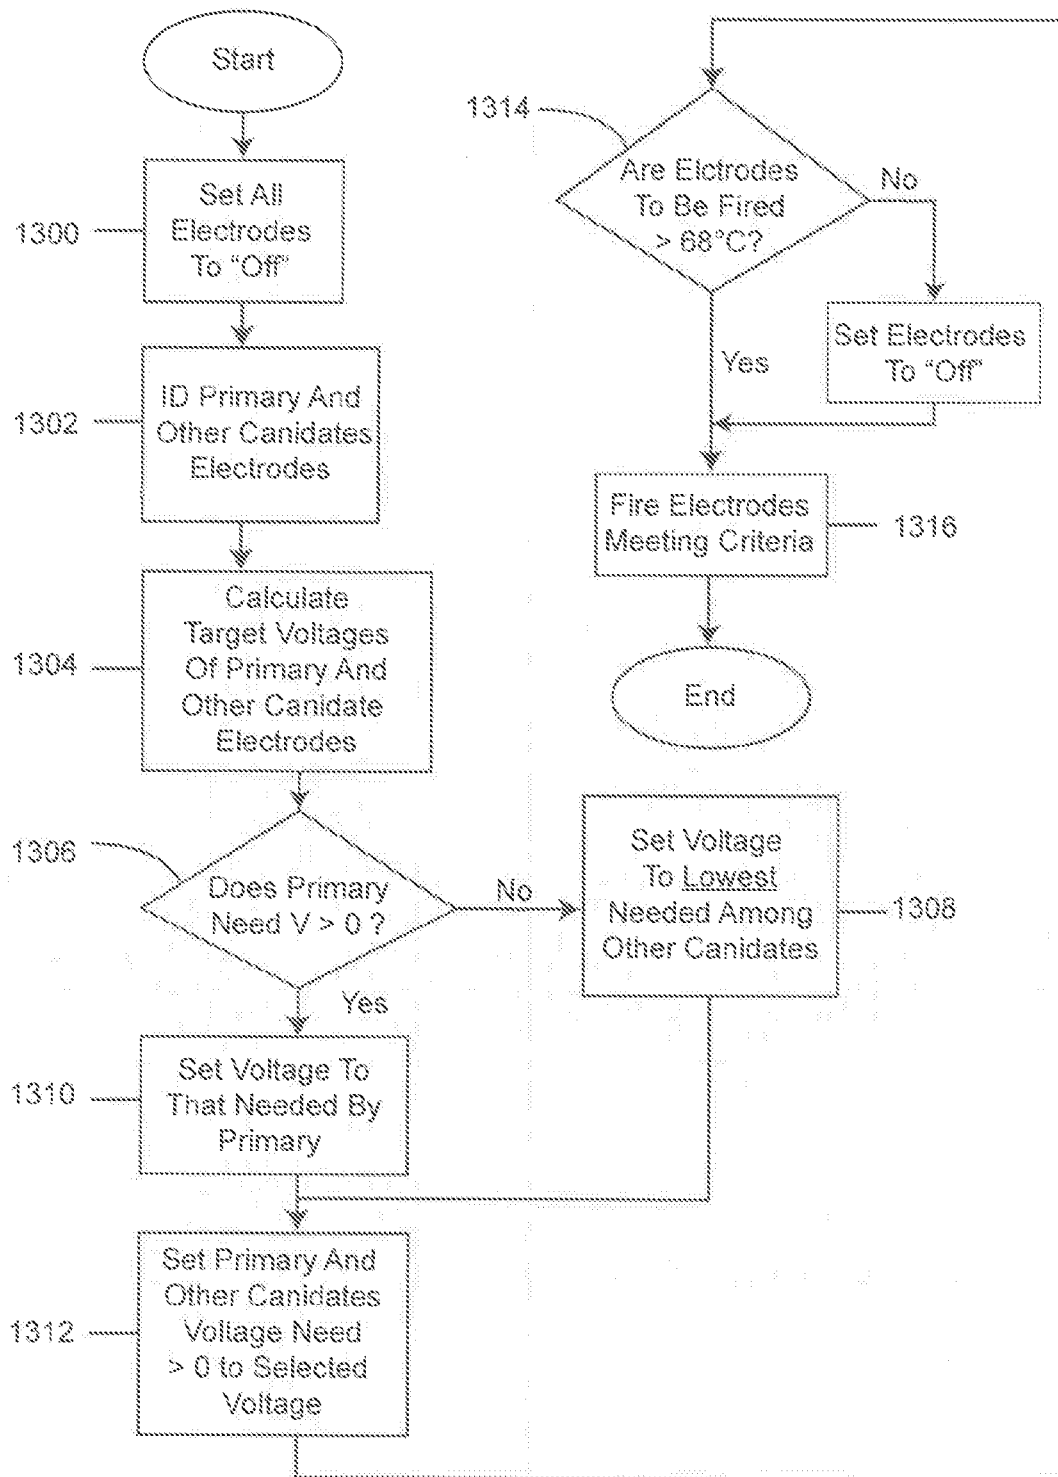 Start
1300
Set All
Electrodes
To "Off"
1302
ID Primary And
Other Canidates
Electrodes
1304
Calculate
Target Voltages
Of Primary And
Other Canidate
Electrodes
1306
Does Primary
Need V > 0 ?
No
Yes
1308
Set Voltage
To Lowest
Needed Among
Other Canidates
1310
Set Voltage To
That Needed By
Primary
1312
Set Primary And
Other Canidates
Voltage Need
> 0 to Selected
Voltage
1314
Are Elctrodes
To Be Fired
> 68°C?
No
Yes
Set Electrodes
To "Off"
Fire Electrodes
Meeting Criteria
1316
End